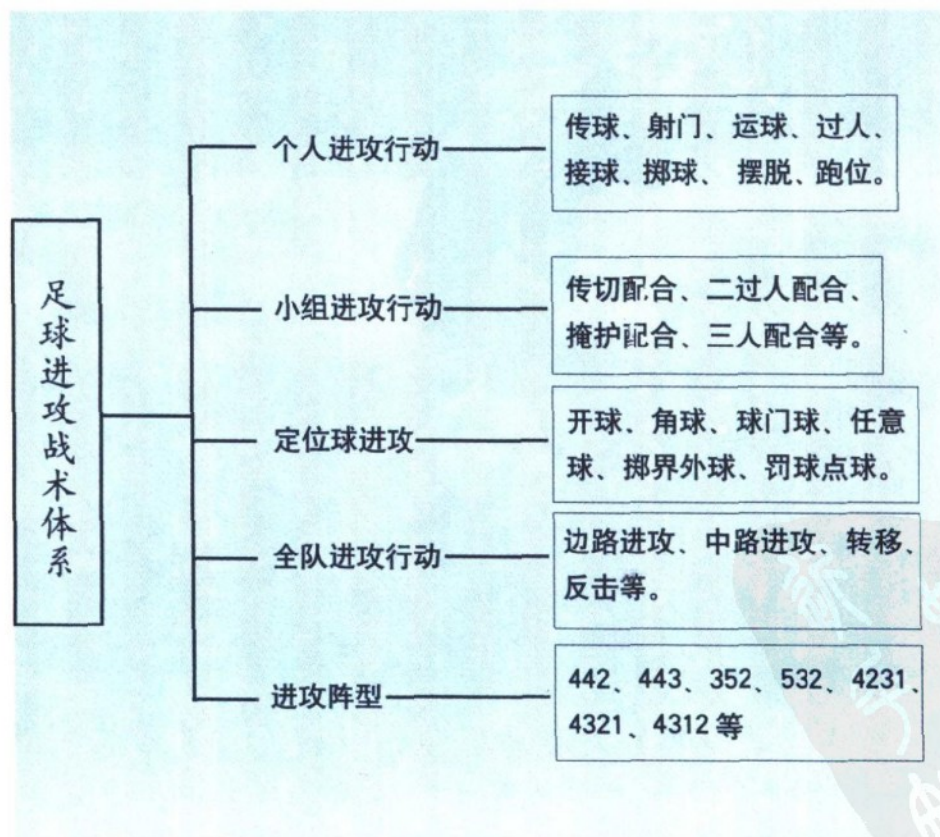 足球进攻战术体系
个人进攻行动
传球、射门、运球、过人、
接球、掷球、摆脱、跑位。
小组进攻行动
传切配合、二过人配合、
掩护配合、三人配合等。
定位球进攻
开球、角球、球门球、任意
球、掷界外球、罚球点球。
全队进攻行动
边路进攻、中路进攻、转移、
反击等。
进攻阵型
442、443、352、532、4231、
4321、4312 等